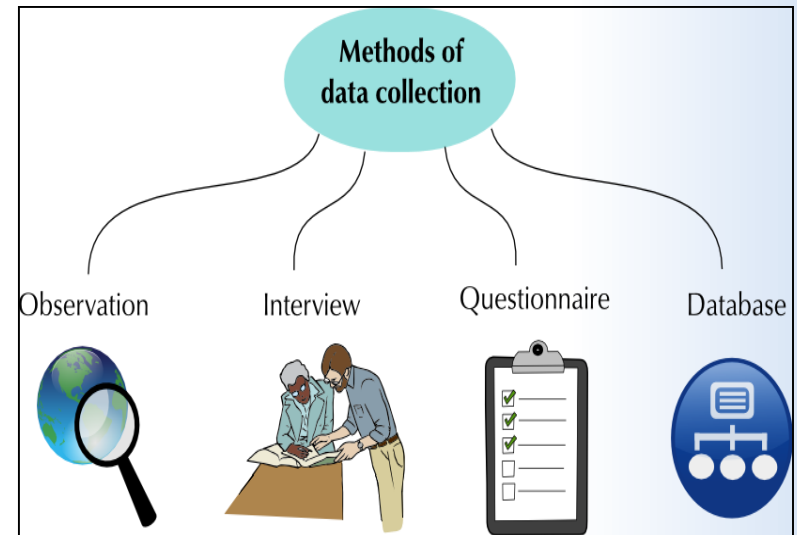 Methods of
data collection
Observation
Interview
Questionnaire
Database